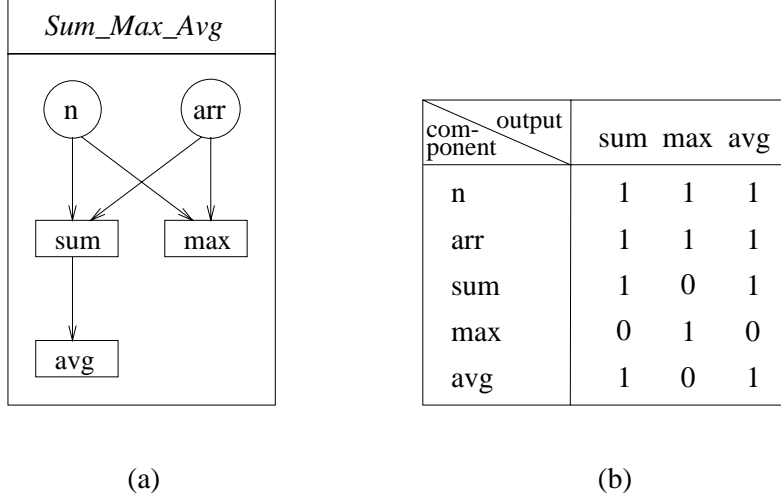 Sum_Max_Avg
n arr
sum max
avg
(a)
output
com-
ponent
sum max avg
n 1 1 1
arr 1 1 1
sum 1 0 1
max 0 1 0
avg 1 0 1
(b)